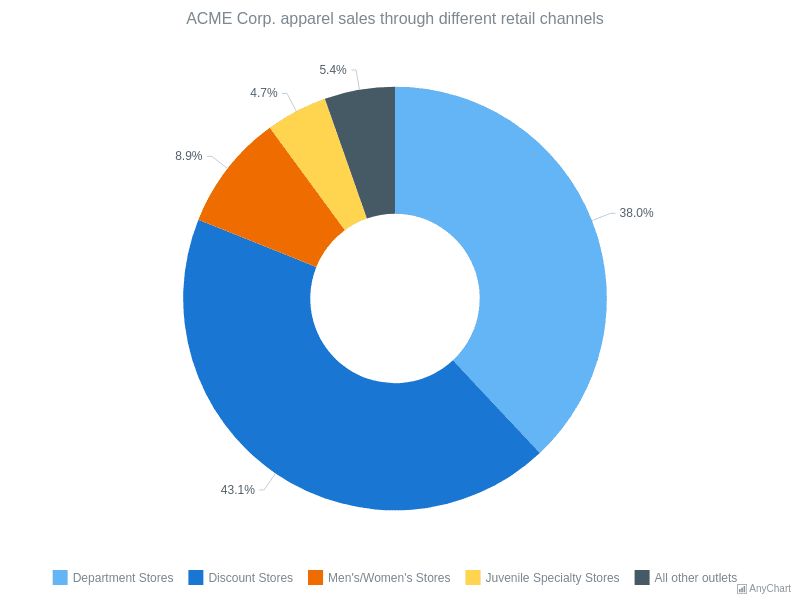 ACME Corp. apparel sales through different retail channels
5.4%
4.7%
8.9%
38.0%
43.1%
Department Stores Discount Stores Men's/Women's Stores Juvenile Specialty Stores All other outlets
AnyChart